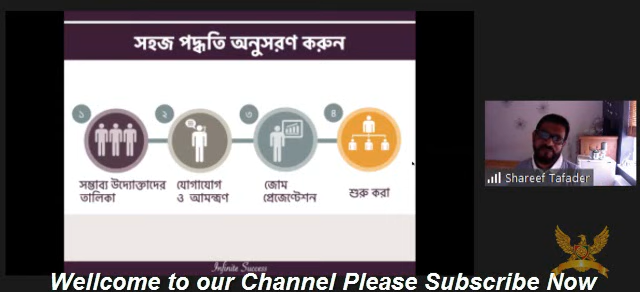 সহজ পদ্ধতি অনুসরণ করুন
১
২
৩
৪
সম্ভাব্য উদ্যোক্তাদের
তালিকা
যোগাযোগ
ও আমন্ত্রণ
জোম
প্রেজেন্টেশন
শুরু করা
Shareef Tafader
Infinite Success
Wellcome to our Channel Please Subscribe Now